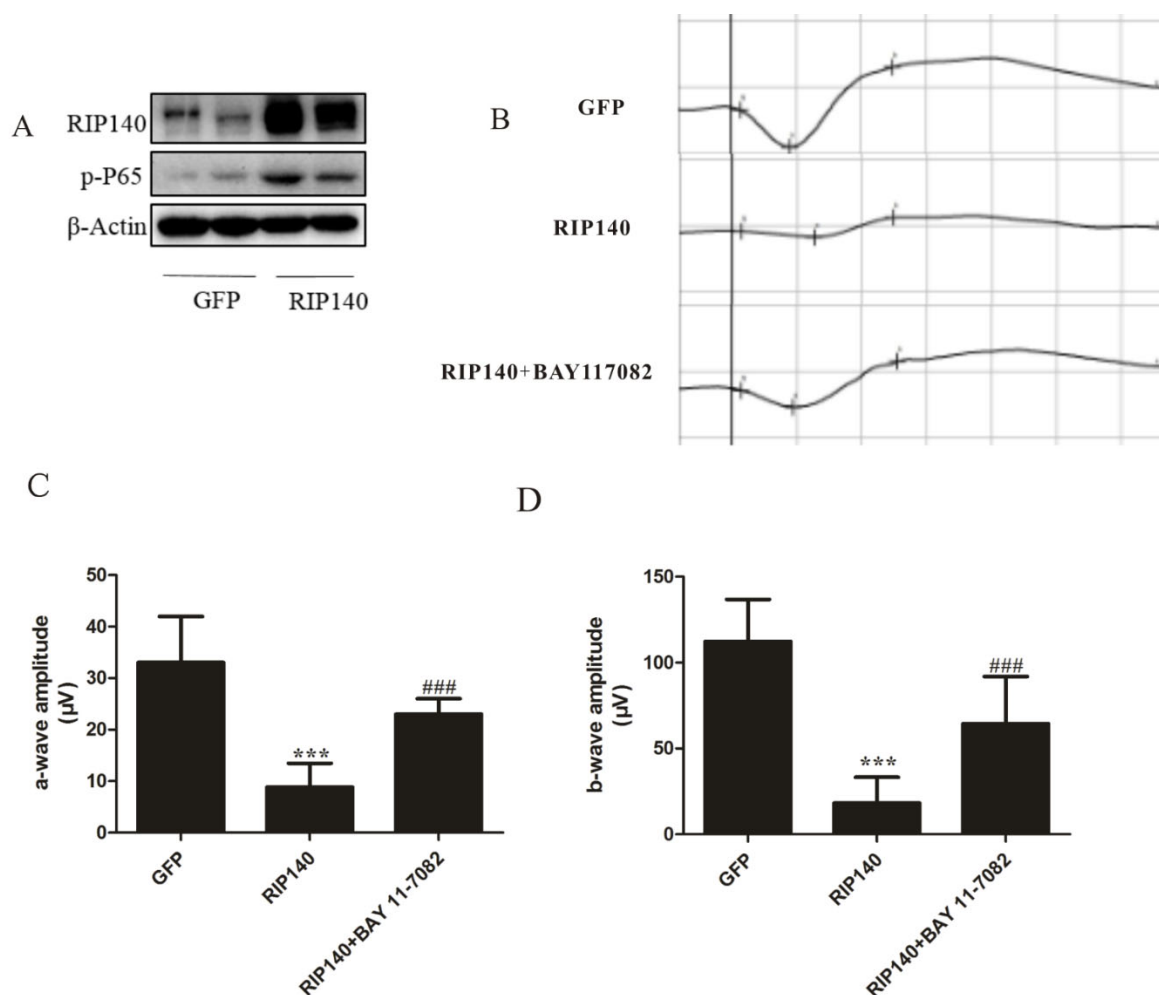 A
RIP140
p-P65
β-Actin
GFP
RIP140
B
GFP
RIP140
RIP140+BAY117082
C
a-wave amplitude
(µV)
50
40
30
20
10
0
***
###
GFP
RIP140
RIP140+BAY 11-7082
D
b-wave amplitude
(µV)
150
100
50
0
***
###
GFP
RIP140
RIP140+BAY 11-7082